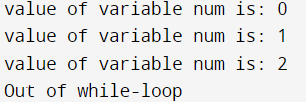 value of variable num is: 0
value of variable num is: 1
value of variable num is: 2
Out of while-loop